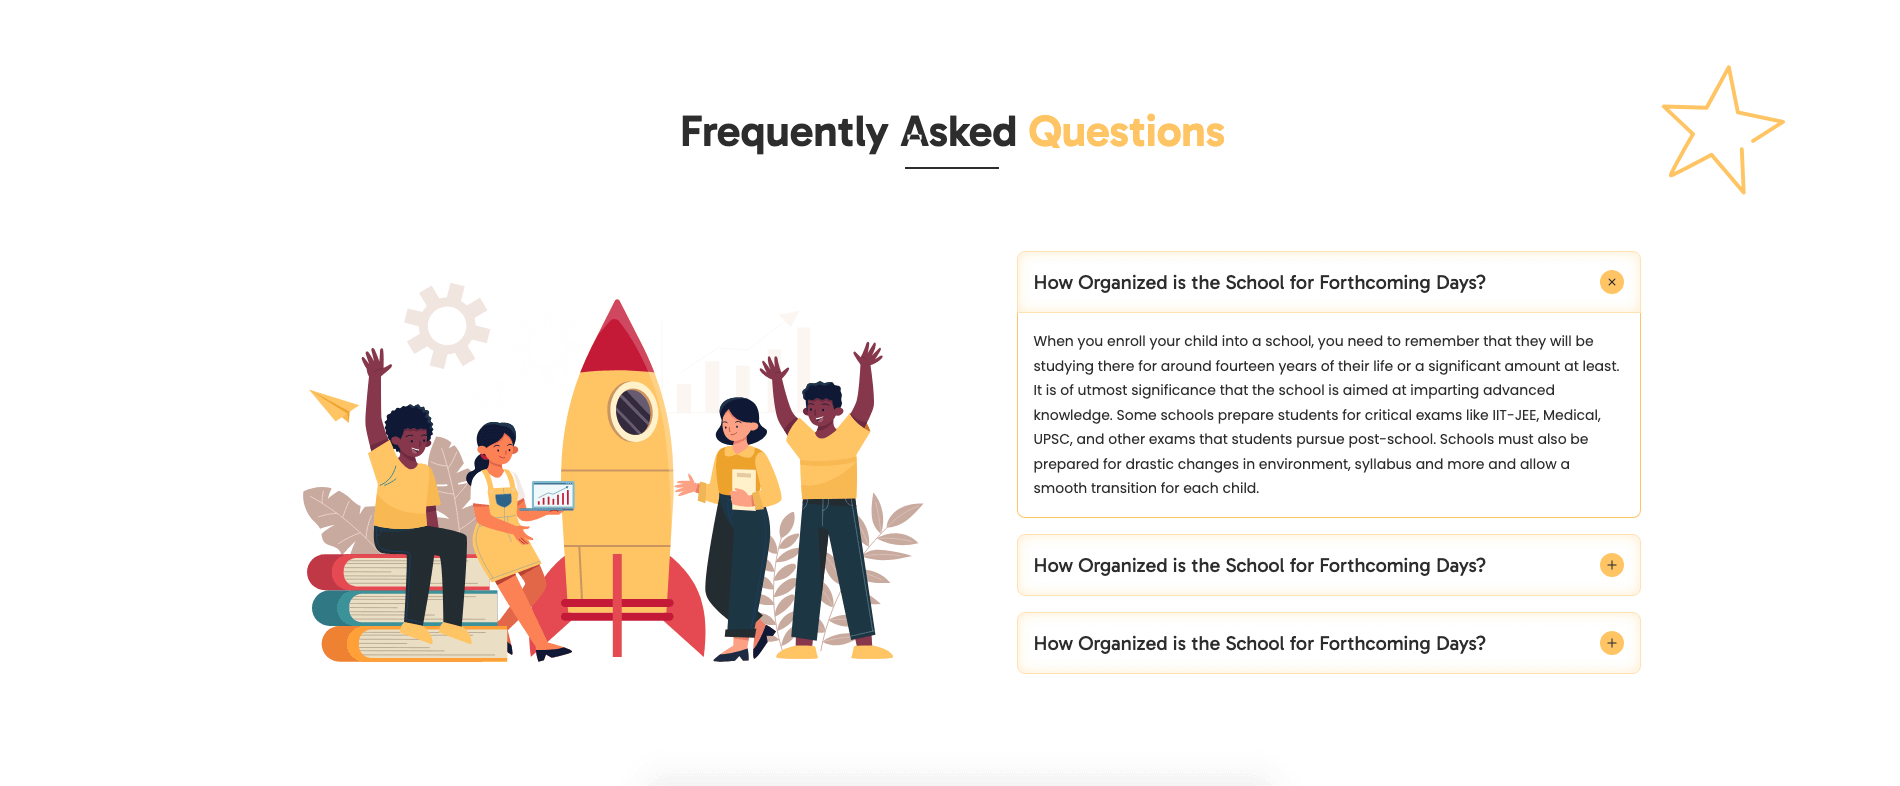 Frequently Asked Questions
How Organized is the School for Forthcoming Days?
When you enroll your child into a school, you need to remember that they will be
studying there for around fourteen years of their life or a significant amount at least.
It is of utmost significance that the school is aimed at imparting advanced
knowledge. Some schools prepare students for critical exams like IIT-JEE, Medical,
UPSC, and other exams that students pursue post-school. Schools must also be
prepared for drastic changes in environment, syllabus and more and allow a
smooth transition for each child.
How Organized is the School for Forthcoming Days?
How Organized is the School for Forthcoming Days?